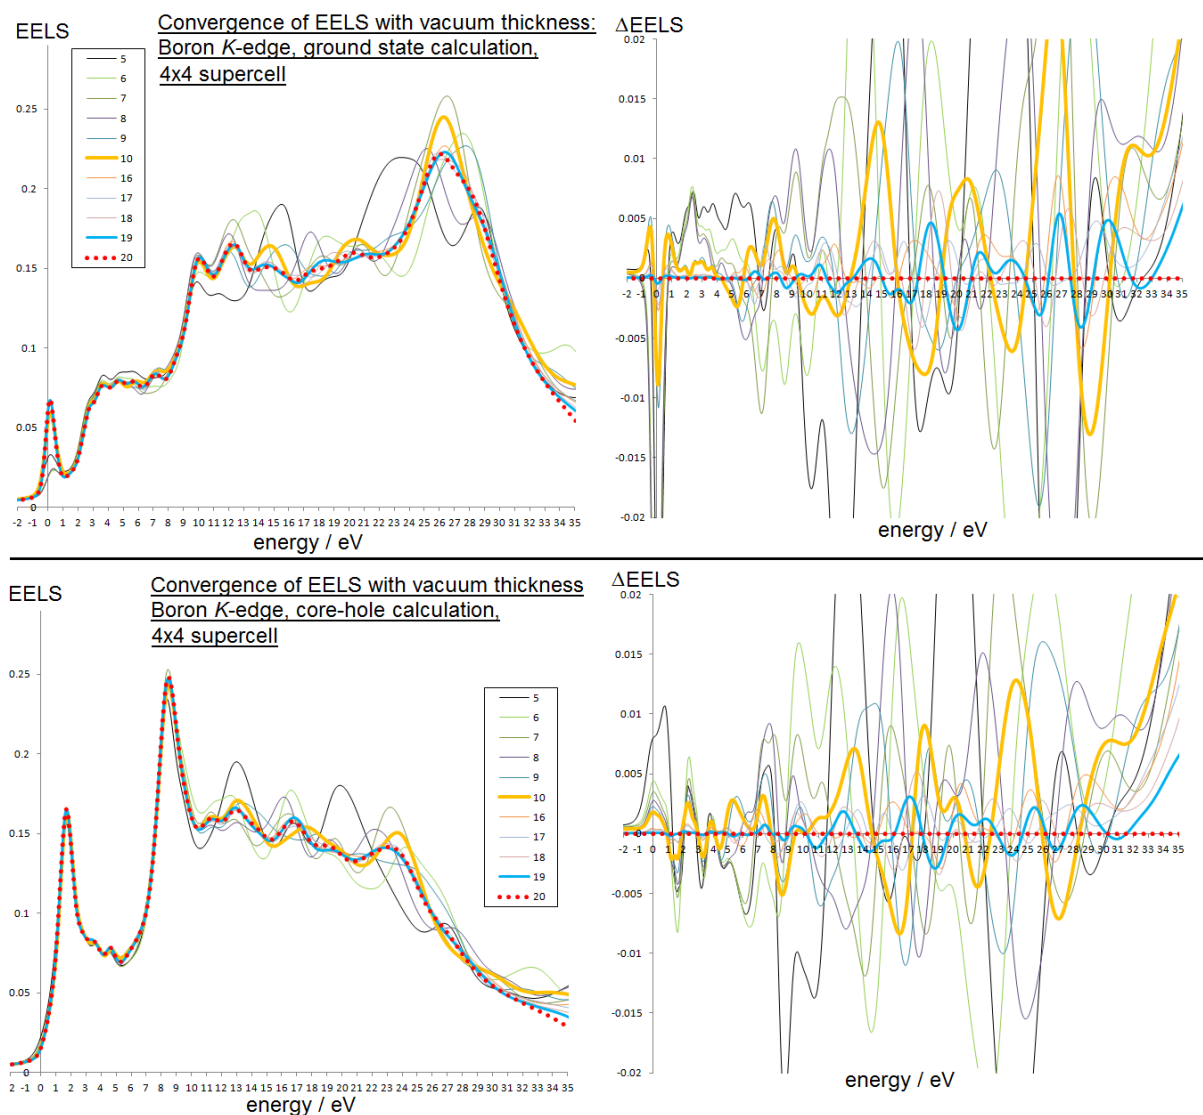 EELS
Convergence of EELS with vacuum thickness:
Boron K-edge, ground state calculation,
4x4 supercell
5
6
7
8
9
10
16
17
18
19
20
0.25
0.2
0.15
0.1
0.05
0
-2 -1 0 1 2 3 4 5 6 7 8 9 10 11 12 13 14 15 16 17 18 19 20 21 22 23 24 25 26 27 28 29 30 31 32 33 34 35
energy / eV
ΔEELS
0.02
0.015
0.01
0.005
0
-2 -1 0 1 2 3 4 5 6 7 8 9 10 11 12 13 14 15 16 17 18 19 20 21 22 23 24 25 26 27 28 29 30 31 32 33 34 35
-0.005
-0.01
-0.015
-0.02
energy / eV
EELS
Convergence of EELS with vacuum thickness
Boron K-edge, core-hole calculation,
4x4 supercell
5
6
7
8
9
10
16
17
18
19
20
0.25
0.2
0.15
0.1
0.05
0
2 -1 0 1 2 3 4 5 6 7 8 9 10 11 12 13 14 15 16 17 18 19 20 21 22 23 24 25 26 27 28 29 30 31 32 33 34 35
energy / eV
ΔEELS
0.02
0.015
0.01
0.005
0
-2 -1 0 1 2 3 4 5 6 7 8 9 10 11 12 13 14 15 16 17 18 19 20 21 22 23 24 25 26 27 28 29 30 31 32 33 34 35
-0.005
-0.01
-0.015
-0.02
energy / eV